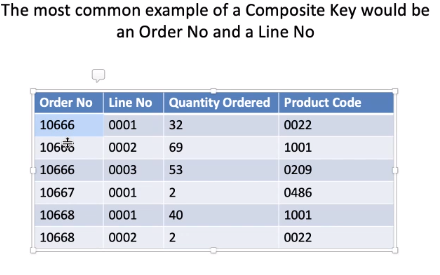 The most common example of a Composite Key would be
an Order No and a Line No
Order No Line No Quantity Ordered Product Code
10666 0001 32 0022
10666 0002 69 1001
10666 0003 53 0209
10667 0001 2 0486
10668 0001 40 1001
10668 0002 2 0022